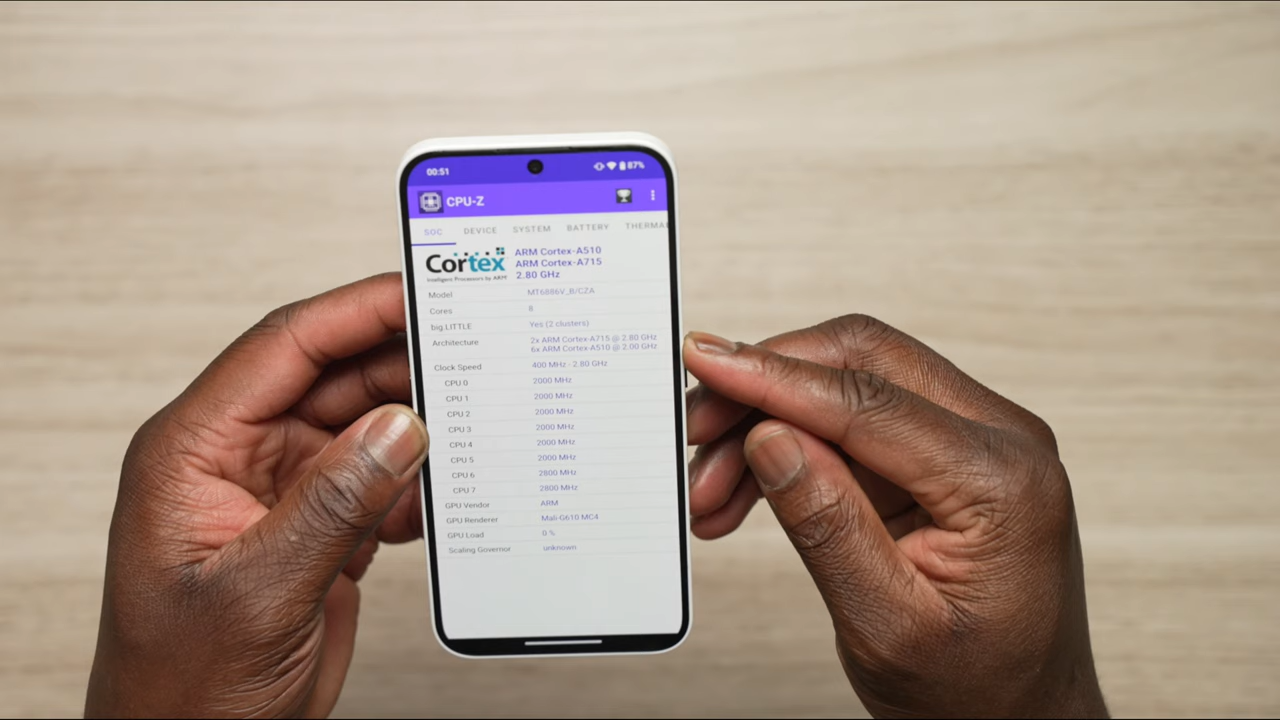 00:51 87%
CPU-Z
SOC DEVICE SYSTEM BATTERY THERMA
Cortex
Intelligent Processors by ARM
ARM Cortex-A510
ARM Cortex-A715
2.80 GHz
Model MT6886V_B/CZA
Cores 8
big.LITTLE Yes (2 clusters)
Architecture 2x ARM Cortex-A715 @ 2.80 GHz
6x ARM Cortex-A510 @ 2.00 GHz
Clock Speed 400 MHz - 2.80 GHz
CPU 0 2000 MHz
CPU 1 2000 MHz
CPU 2 2000 MHz
CPU 3 2000 MHz
CPU 4 2000 MHz
CPU 5 2000 MHz
CPU 6 2800 MHz
CPU 7 2800 MHz
GPU Vendor ARM
GPU Renderer Mali-G610 MC4
GPU Load 0 %
Scaling Governor unknown